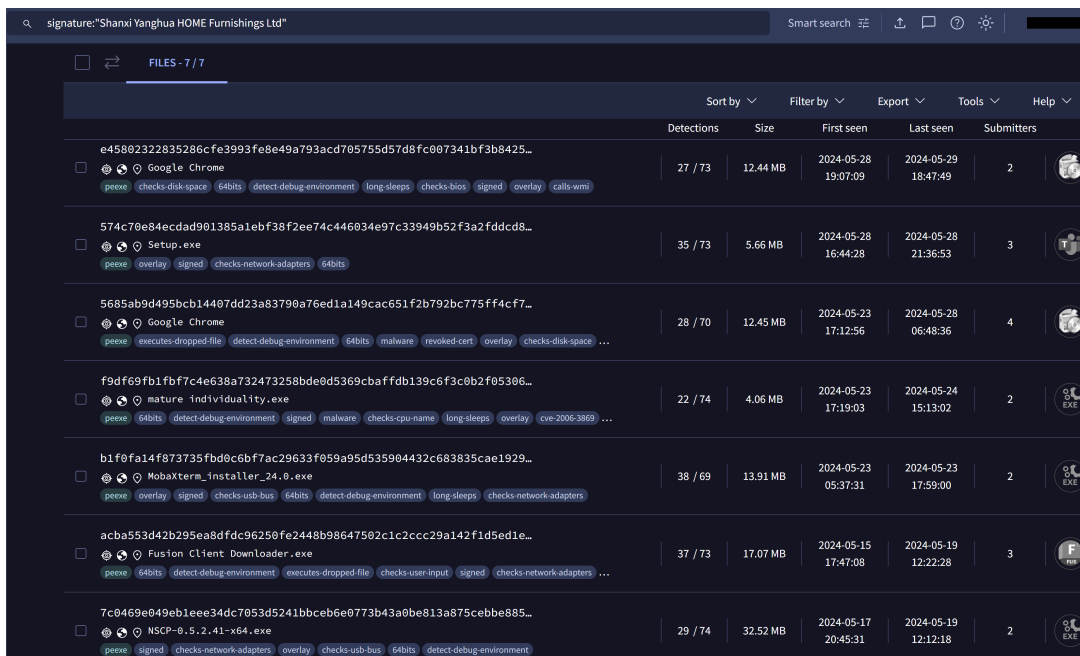 signature:"Shanxi Yanghua HOME Furnishings Ltd" Smart search
FILES - 7 / 7
Sort by Filter by Export Tools Help
Detections Size First seen Last seen Submitters
e45802322835286cfe3993fe8e49a793acd705755d57d8fc007341bf3b8425…
Google Chrome
27 / 73 12.44 MB 2024-05-28 19:07:09 2024-05-29 18:47:49 2
peexe checks-disk-space 64bits detect-debug-environment long-sleeps checks-bios signed overlay calls-wmi
574c70e84ecdad901385a1ebf38f2ee74c446034e97c33949b52f3a2fddcd8…
Setup.exe
35 / 73 5.66 MB 2024-05-28 16:44:28 2024-05-28 21:36:53 3
T
peexe overlay signed checks-network-adapters 64bits
5685ab9d495bcb14407dd23a83790a76ed1a149cac651f2b792bc775ff4cf7…
Google Chrome
28 / 70 12.45 MB 2024-05-23 17:12:56 2024-05-28 06:48:36 4
peexe executes-dropped-file detect-debug-environment 64bits malware revoked-cert overlay checks-disk-space ...
f9df69fb1fbf7c4e638a732473258bde0d5369cbaffdb139c6f3c0b2f05306…
mature individuality.exe
22 / 74 4.06 MB 2024-05-23 17:19:03 2024-05-24 15:13:02 2
EXE
peexe 64bits detect-debug-environment signed malware checks-cpu-name long-sleeps overlay cve-2006-3869 ...
b1f0fa14f873735fbd0c6bf7ac29633f059a95d535904432c683835cae1929…
MobaXterm_installer_24.0.exe
38 / 69 13.91 MB 2024-05-23 05:37:31 2024-05-23 17:59:00 2
EXE
peexe overlay signed checks-usb-bus 64bits detect-debug-environment long-sleeps checks-network-adapters
acba553d42b295ea8dfdc96250fe2448b98647502c1c2ccc29a142f1d5ed1e…
Fusion Client Downloader.exe
37 / 73 17.07 MB 2024-05-15 17:47:08 2024-05-19 12:22:28 3
F
FUS
peexe 64bits detect-debug-environment executes-dropped-file checks-user-input signed checks-network-adapters ...
7c0469e049eb1eee34dc7053d5241bbceb6e0773b43a0be813a875cebbe885…
NSCP-0.5.2.41-x64.exe
29 / 74 32.52 MB 2024-05-17 20:45:31 2024-05-19 12:12:18 2
EXE
peexe signed checks-network-adapters overlay checks-usb-bus 64bits detect-debug-environment